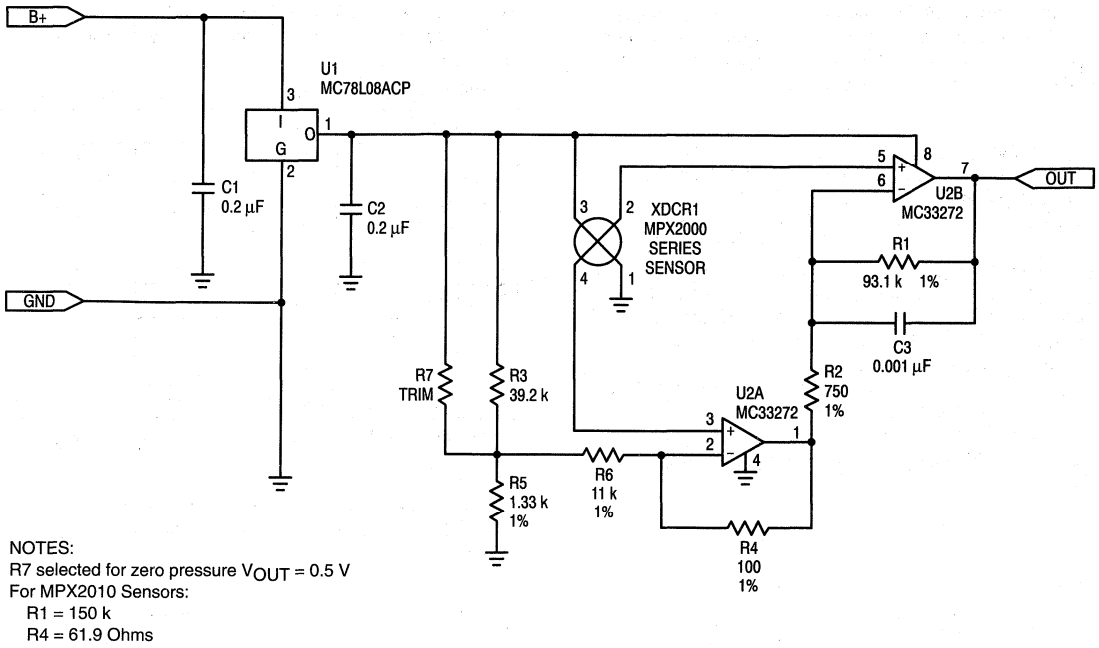 B+
U1
MC78L08ACP
3
I
O
1
G
2
C1
0.2 µF
C2
0.2 µF
GND
3
2
XDCR1
MPX2000
SERIES
SENSOR
4
1
5
8
+
7
OUT
6
–
U2B
MC33272
R1
93.1 k 1%
C3
0.001 µF
R7
TRIM
R3
39.2 k
R2
750
1%
U2A
MC33272
3
+
1
2
–
4
R5
1.33 k
1%
R6
11 k
1%
R4
100
1%
NOTES:
R7 selected for zero pressure VOUT = 0.5 V
For MPX2010 Sensors:
R1 = 150 k
R4 = 61.9 Ohms